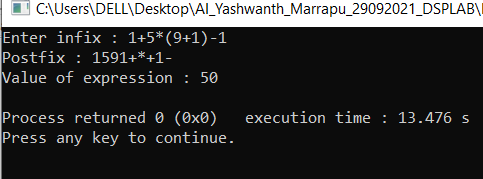 C:\Users\DELL\Desktop\AI_Yashwanth_Marrapu_29092021_DSPLAB\
Enter infix : 1+5*(9+1)-1
Postfix : 1591+*+1-
Value of expression : 50
Process returned 0 (0x0)   execution time : 13.476 s
Press any key to continue.